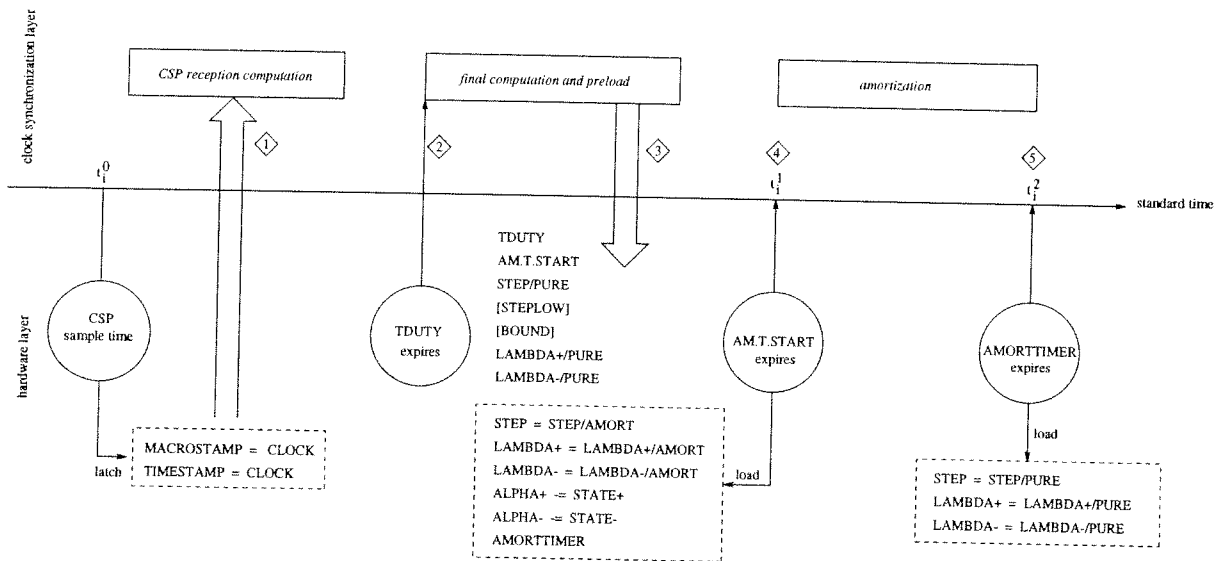 clock synchronization layer
CSP reception computation
final computation and preload
amortization
1
2
3
4
5
t_i^0
t_i^1
t_i^2
standard time
hardware layer
CSP
sample time
latch
MACROSTAMP = CLOCK
TIMESTAMP = CLOCK
TDUTY
expires
TDUTY
AM.T.START
STEP/PURE
[STEPLOW]
[BOUND]
LAMBDA+/PURE
LAMBDA-/PURE
STEP = STEP/AMORT
LAMBDA+ = LAMBDA+/AMORT
LAMBDA- = LAMBDA-/AMORT
ALPHA+ -= STATE+
ALPHA- -= STATE-
AMORTTIMER
load
AM.T.START
expires
AMORTTIMER
expires
load
STEP = STEP/PURE
LAMBDA+ = LAMBDA+/PURE
LAMBDA- = LAMBDA-/PURE